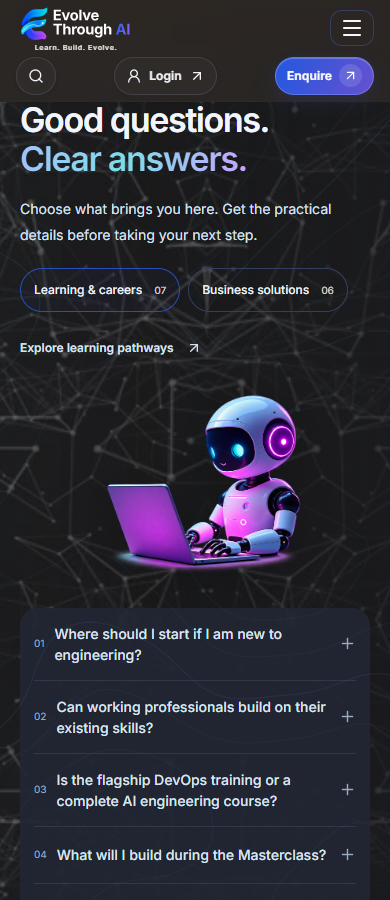 Evolve
Through AI
Learn. Build. Evolve.
Login
Enquire
Good questions.
Clear answers.
Choose what brings you here. Get the practical
details before taking your next step.
Learning & careers 07
Business solutions 06
Explore learning pathways
01 Where should I start if I am new to
engineering?
02 Can working professionals build on their
existing skills?
03 Is the flagship DevOps training or a
complete AI engineering course?
04 What will I build during the Masterclass?